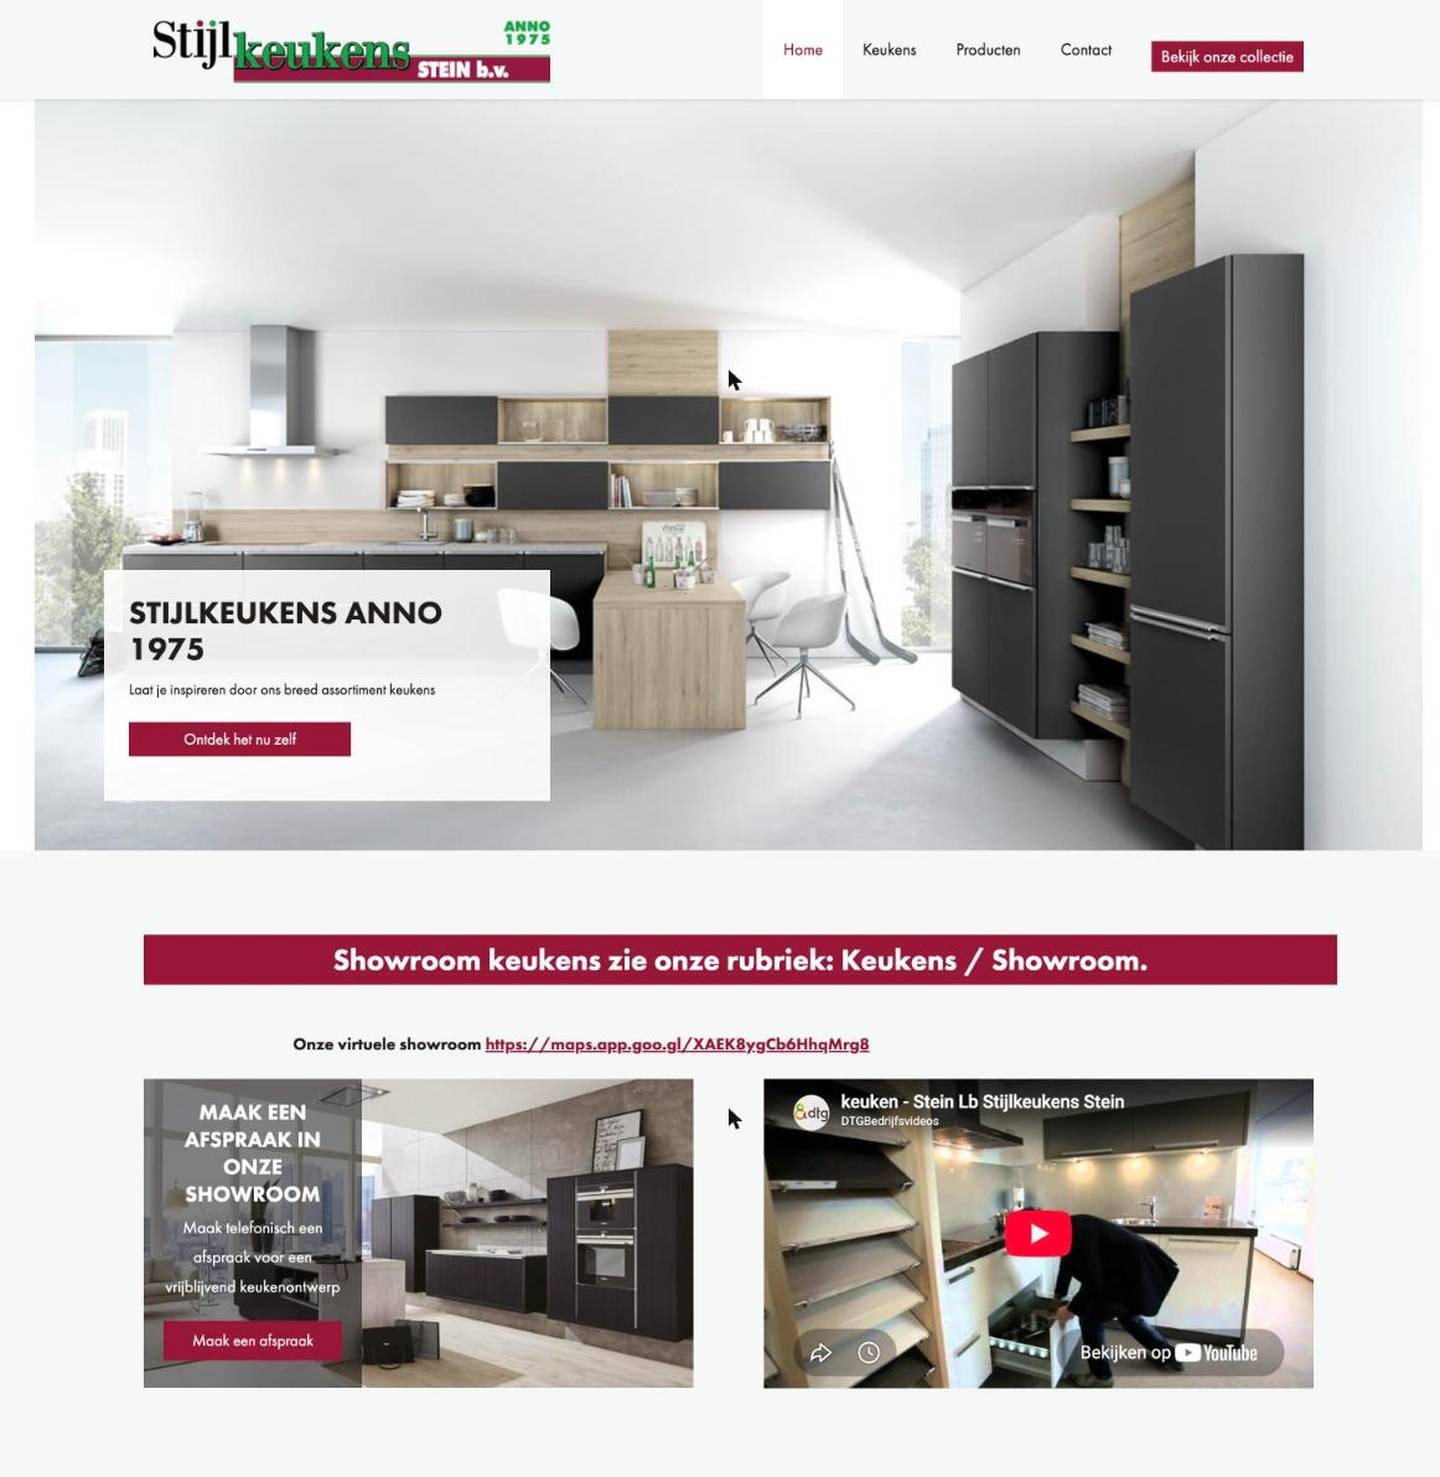 Stijlkeukens
ANNO
1975
STEIN b.v.
Home
Keukens
Producten
Contact
Bekijk onze collectie
STIJLKEUKENS ANNO
1975
Laat je inspireren door ons breed assortiment keukens
Ontdek het nu zelf
Showroom keukens zie onze rubriek: Keukens / Showroom.
Onze virtuele showroom https://maps.app.goo.gl/XAEK8ygCb6HhqMrg8
MAAK EEN
AFSPRAAK IN
ONZE
SHOWROOM
Maak telefonisch een
afspraak voor een
vrijblijvend keukenontwerp
Maak een afspraak
dtg
keuken - Stein Lb Stijlkeukens Stein
DTGBedrijfsvideos
Bekijken op YouTube